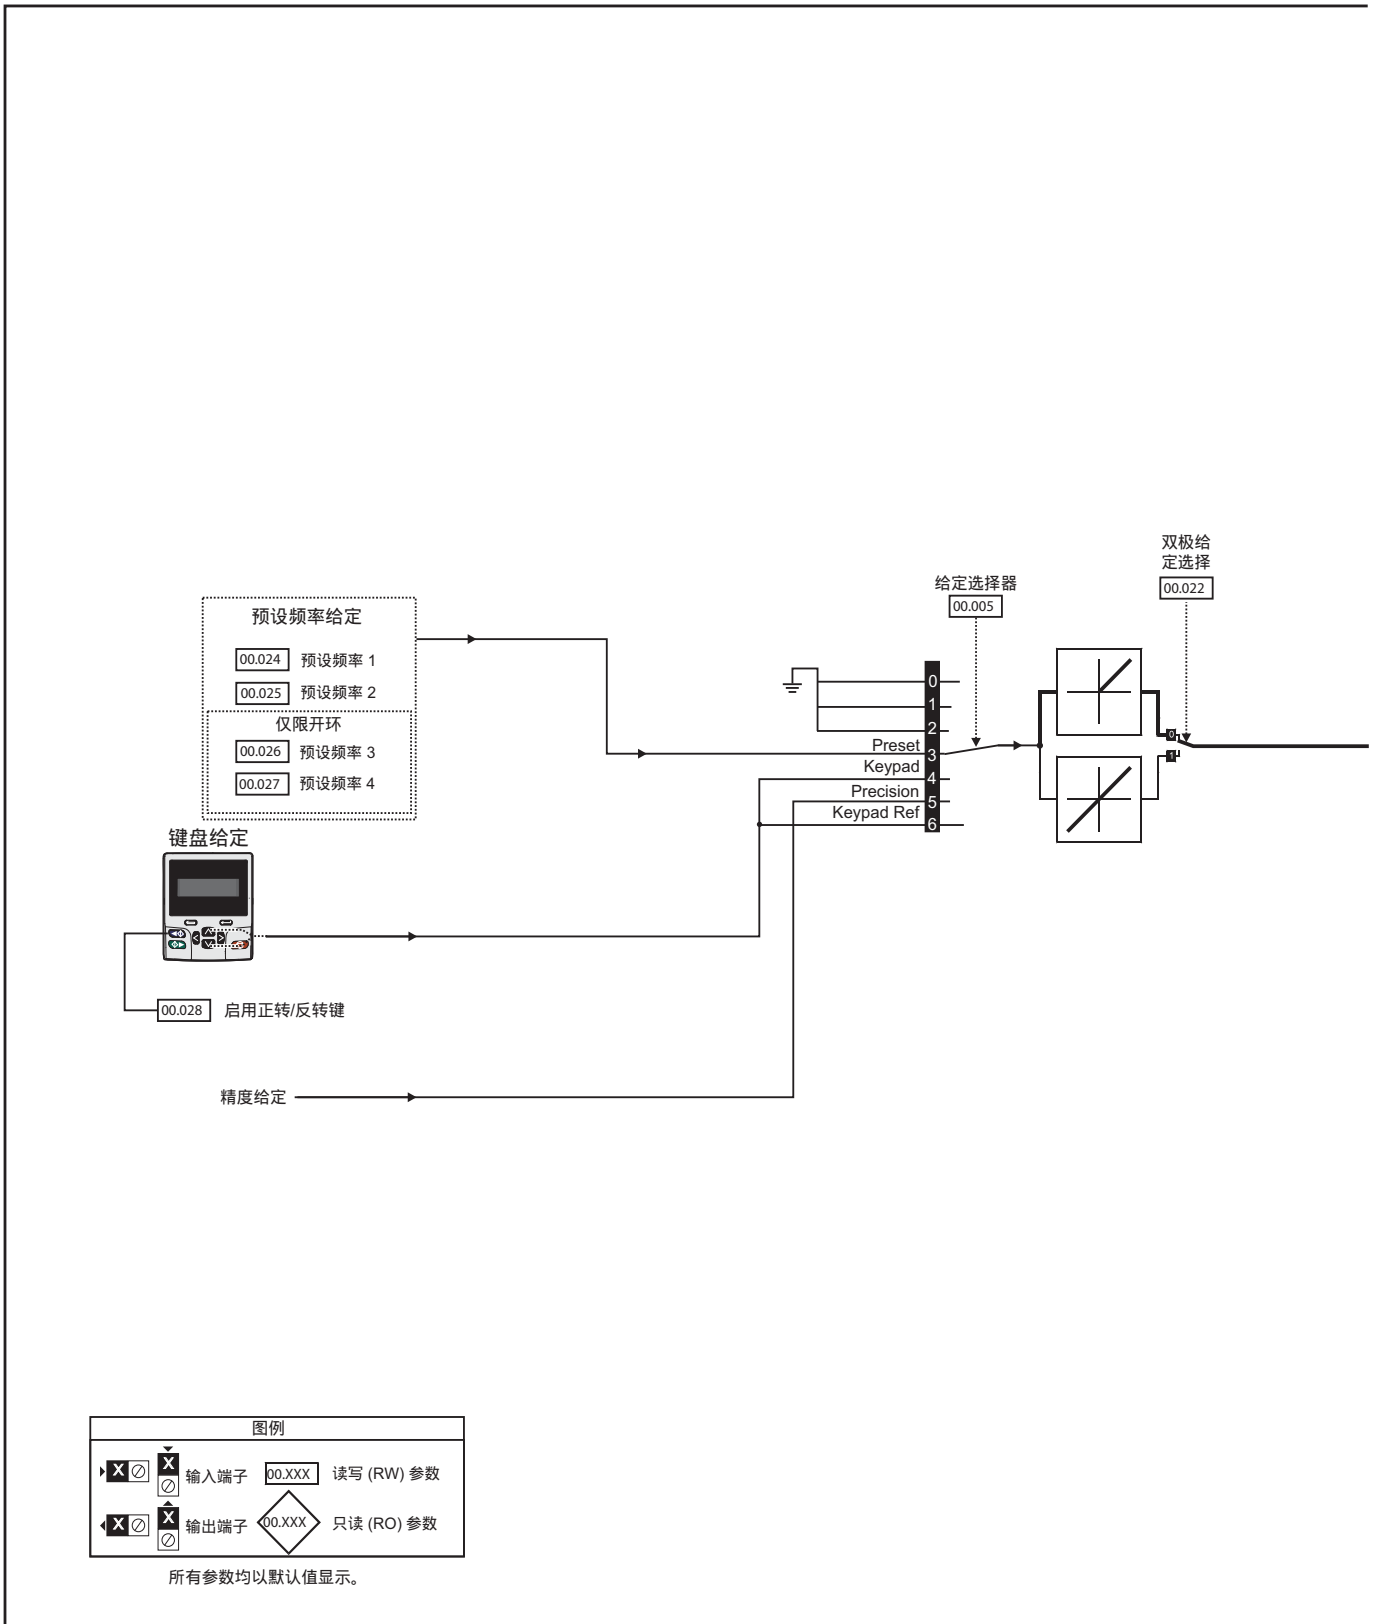 双极给
定选择
00.022
给定选择器
00.005
预设频率给定
00.024 预设频率 1
00.025 预设频率 2
仅限开环
00.026 预设频率 3
00.027 预设频率 4
0
1
2
Preset 3
Keypad 4
Precision 5
Keypad Ref 6
0
1
键盘给定
00.028 启用正转/反转键
精度给定
图例
X X 输入端子 00.XXX 读写 (RW) 参数
X X 输出端子 00.XXX 只读 (RO) 参数
所有参数均以默认值显示。